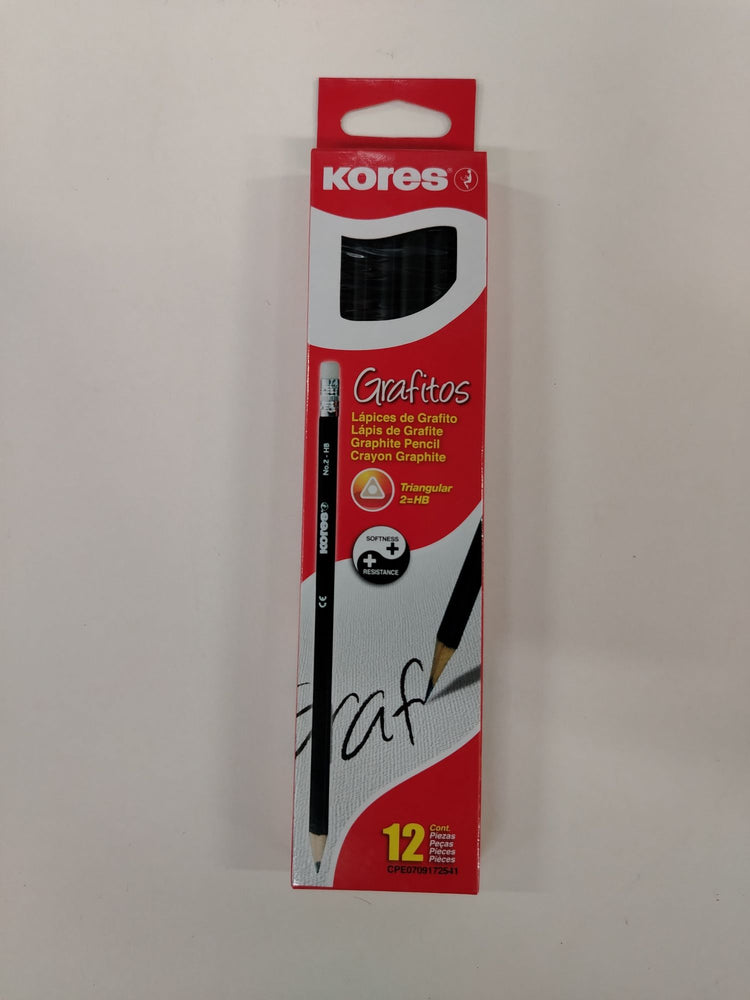 KORES
Grafitos
Lápices de Grafito
Lápis de Grafite
Graphite Pencil
Crayon Graphite
Triangular
2=HB
SOFTNESS
RESISTANCE
No.2 - HB
KORES
CE
Graf
12
Cont.
Piezas
Peças
Pieces
Pièces
CPE0709172541